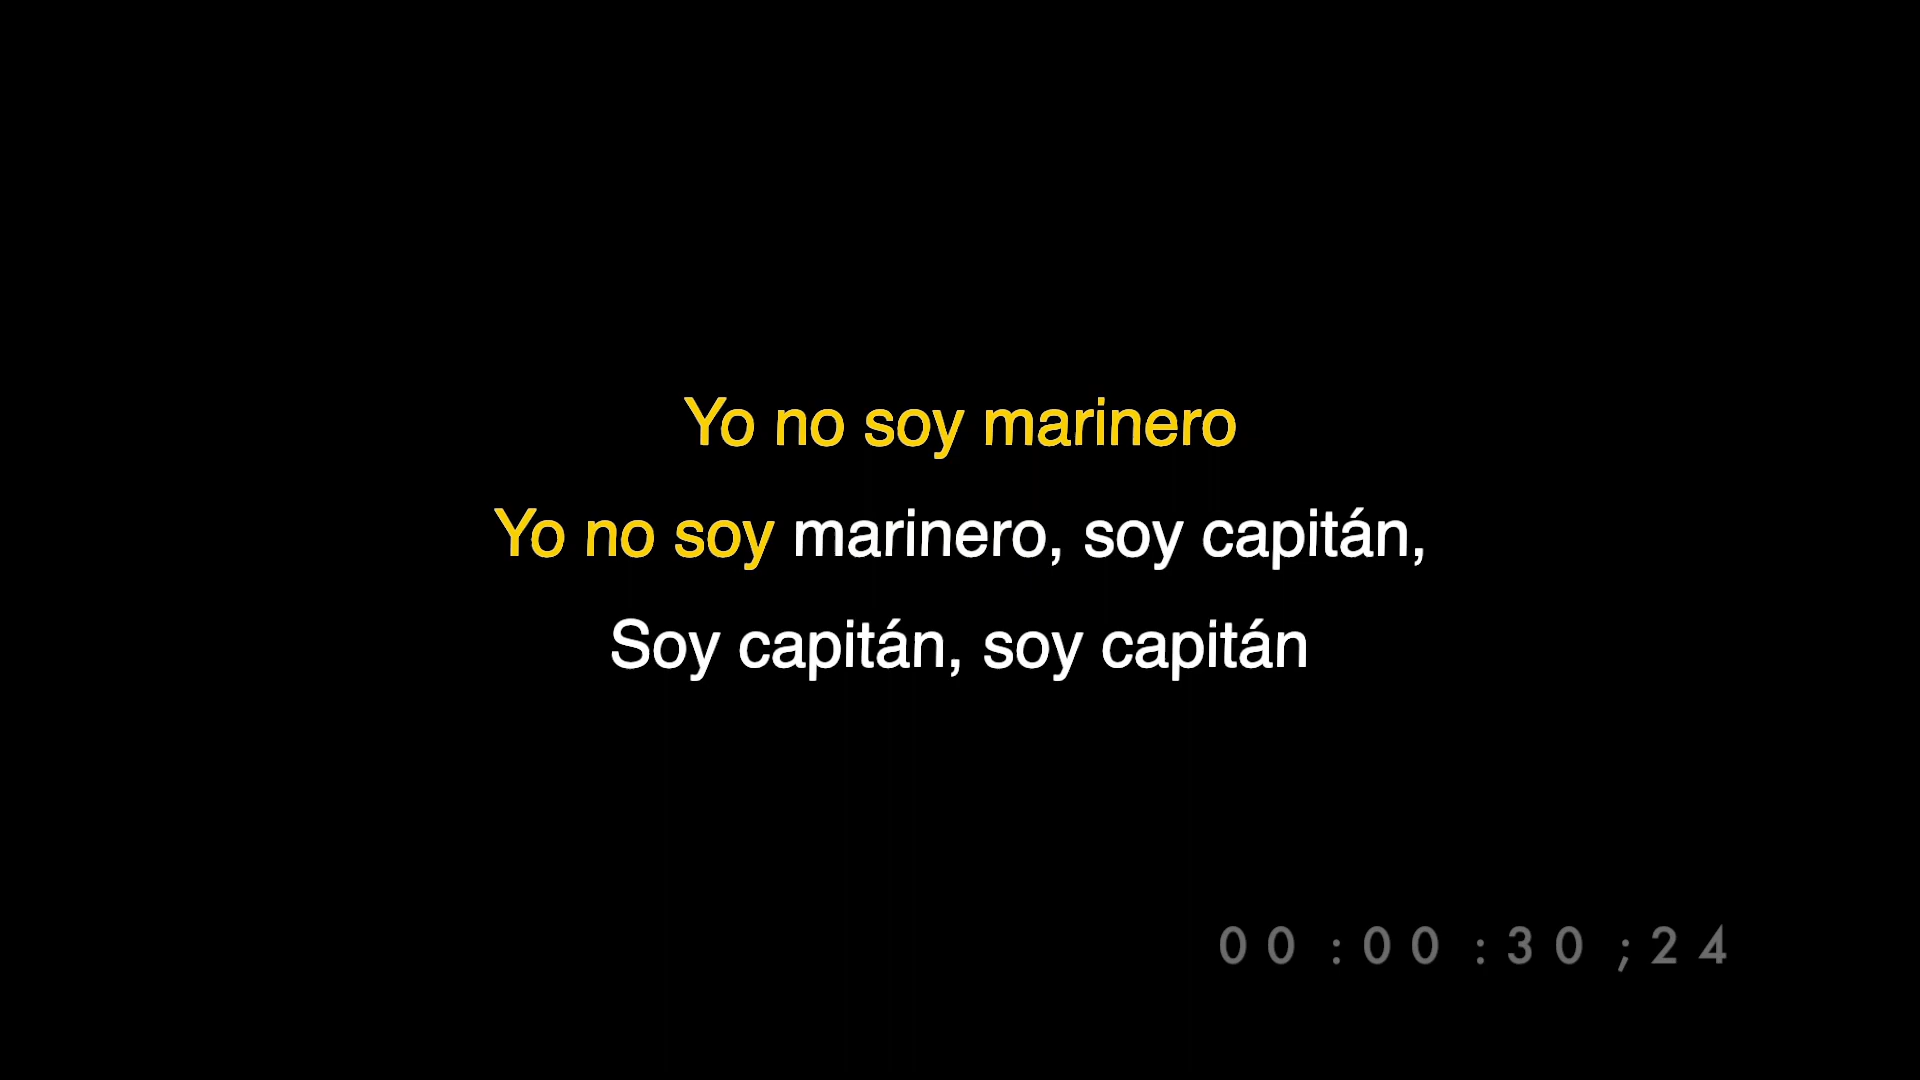 Yo no soy marinero
Yo no soy marinero, soy capitán,
Soy capitán, soy capitán
00:00:30;24